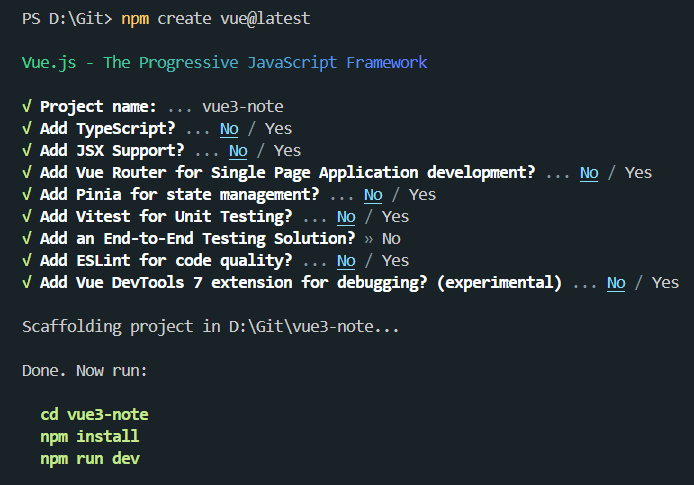 PS D:\Git> npm create vue@latest
Vue.js - The Progressive JavaScript Framework
√ Project name: ... vue3-note
√ Add TypeScript? ... No / Yes
√ Add JSX Support? ... No / Yes
√ Add Vue Router for Single Page Application development? ... No / Yes
√ Add Pinia for state management? ... No / Yes
√ Add Vitest for Unit Testing? ... No / Yes
√ Add an End-to-End Testing Solution? » No
√ Add ESLint for code quality? ... No / Yes
√ Add Vue DevTools 7 extension for debugging? (experimental) ... No / Yes
Scaffolding project in D:\Git\vue3-note...
Done. Now run:
cd vue3-note
npm install
npm run dev